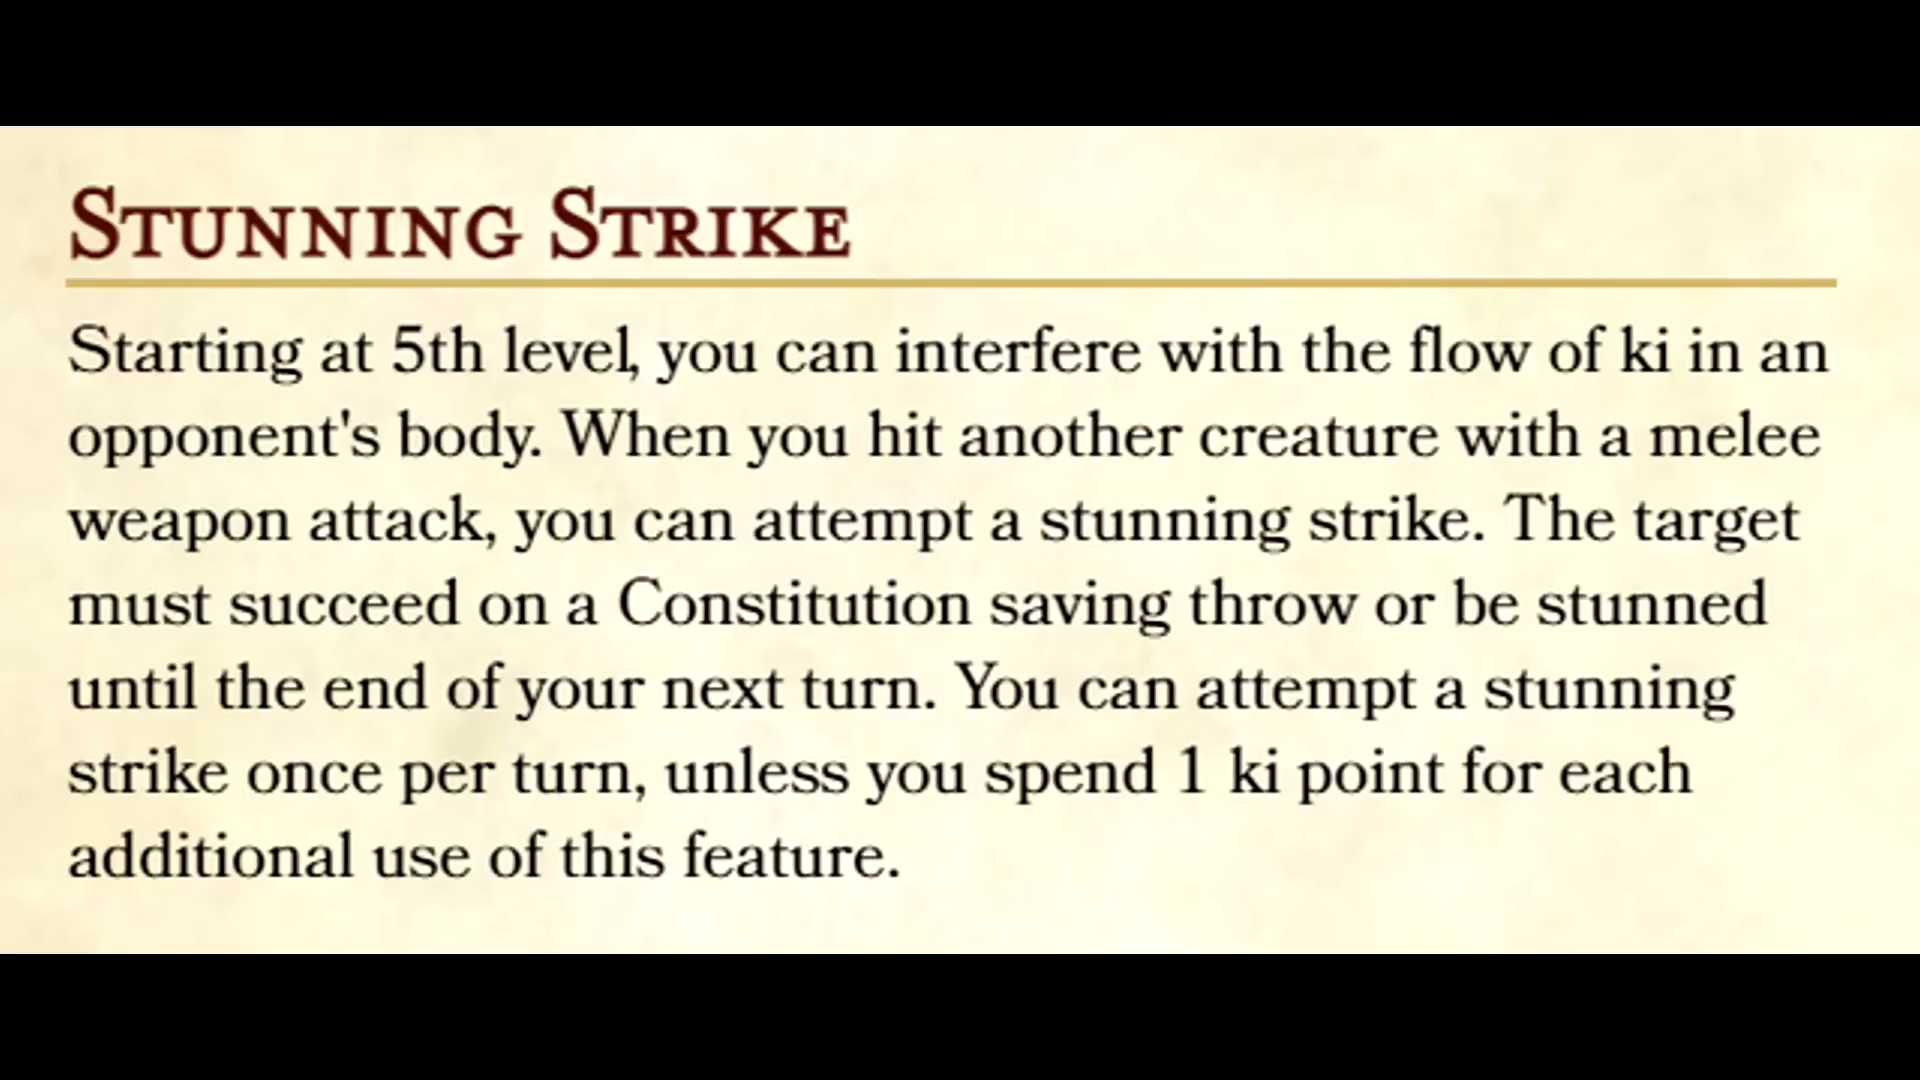 Stunning Strike
Starting at 5th level, you can interfere with the flow of ki in an
opponent's body. When you hit another creature with a melee
weapon attack, you can attempt a stunning strike. The target
must succeed on a Constitution saving throw or be stunned
until the end of your next turn. You can attempt a stunning
strike once per turn, unless you spend 1 ki point for each
additional use of this feature.